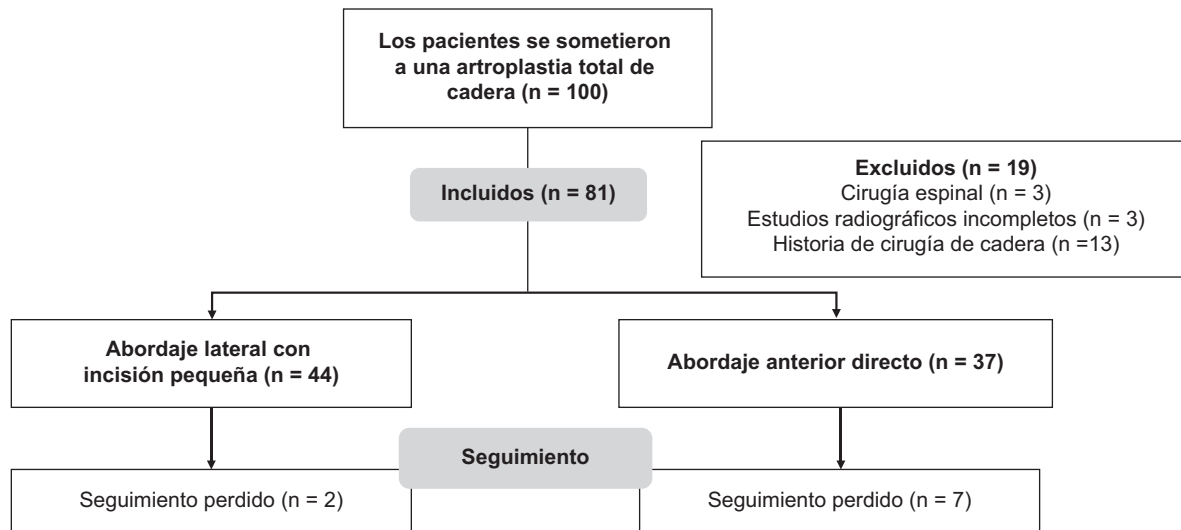 Los pacientes se sometieron
a una artroplastia total de
cadera (n = 100)
Incluidos (n = 81)
Excluidos (n = 19)
Cirugía espinal (n = 3)
Estudios radiográficos incompletos (n = 3)
Historia de cirugía de cadera (n =13)
Abordaje lateral con
incisión pequeña (n = 44)
Abordaje anterior directo (n = 37)
Seguimiento
Seguimiento perdido (n = 2)
Seguimiento perdido (n = 7)